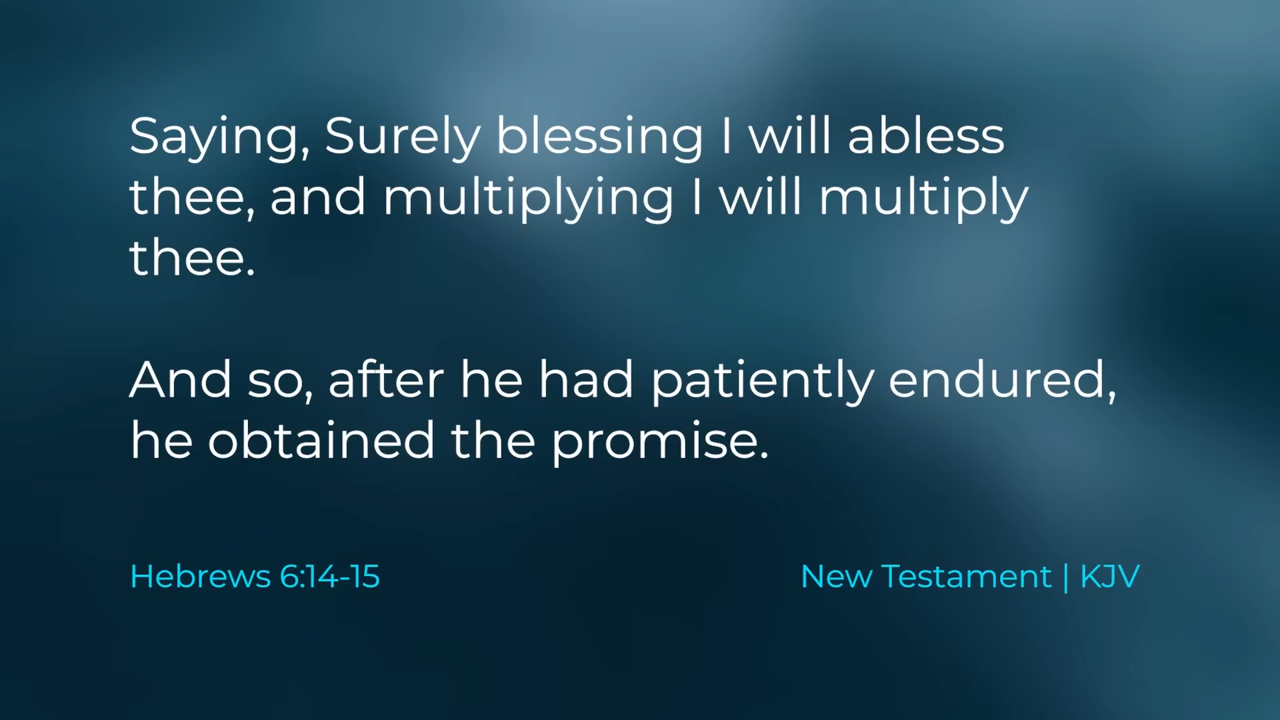 Saying, Surely blessing I will abless
thee, and multiplying I will multiply
thee.
And so, after he had patiently endured,
he obtained the promise.
Hebrews 6:14-15
New Testament | KJV